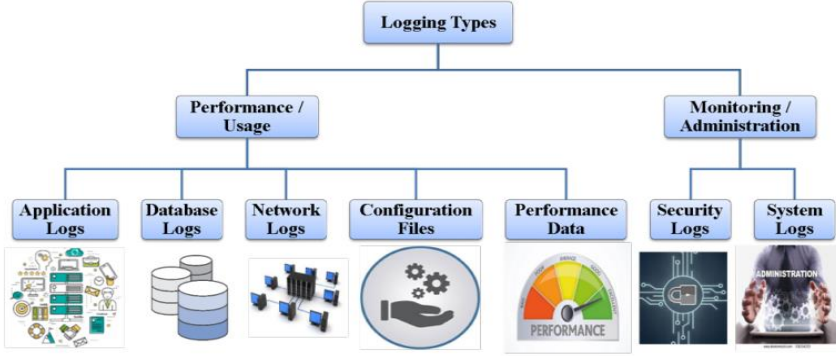 Logging Types
Performance /
Usage
Monitoring /
Administration
Application
Logs
Database
Logs
Network
Logs
Configuration
Files
Performance
Data
Security
Logs
System
Logs
GOOD
PERFORMANCE
ADMINISTRATION